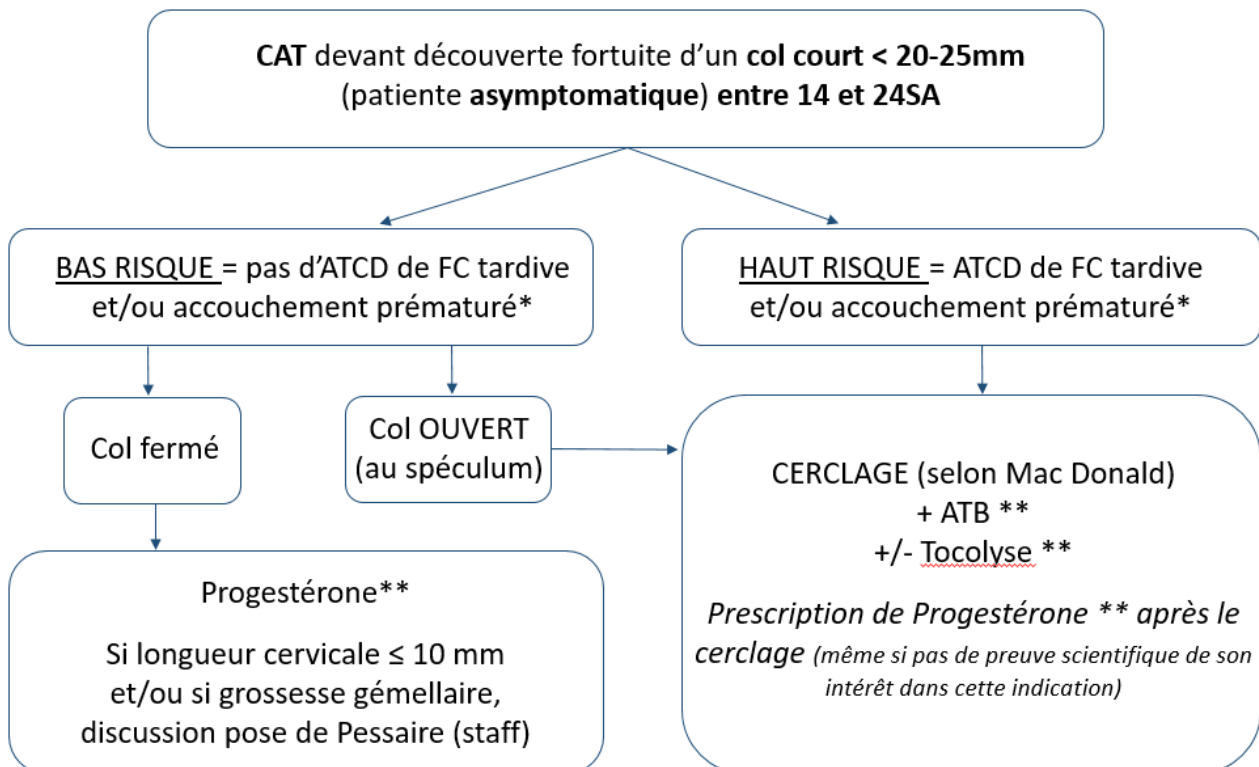 CAT devant découverte fortuite d'un col court < 20-25mm
(patiente asymptomatique) entre 14 et 24SA
BAS RISQUE = pas d'ATCD de FC tardive
et/ou accouchement prématuré*
HAUT RISQUE = ATCD de FC tardive
et/ou accouchement prématuré*
Col fermé
Col OUVERT
(au spéculum)
CERCLAGE (selon Mac Donald)
+ ATB **
+/- Tocolyse **
Prescription de Progestérone ** après le
cerclage (même si pas de preuve scientifique de son
intérêt dans cette indication)
Progestérone**
Si longueur cervicale ≤ 10 mm
et/ou si grossesse gémellaire,
discussion pose de Pessaire (staff)